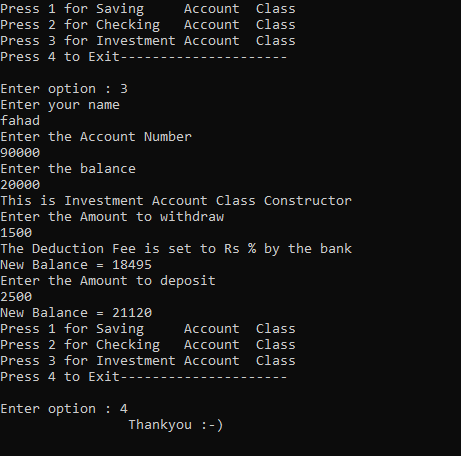 Press 1 for Saving     Account  Class
Press 2 for Checking   Account  Class
Press 3 for Investment Account  Class
Press 4 to Exit---------------------
Enter option : 3
Enter your name
fahad
Enter the Account Number
90000
Enter the balance
20000
This is Investment Account Class Constructor
Enter the Amount to withdraw
1500
The Deduction Fee is set to Rs % by the bank
New Balance = 18495
Enter the Amount to deposit
2500
New Balance = 21120
Press 1 for Saving     Account  Class
Press 2 for Checking   Account  Class
Press 3 for Investment Account  Class
Press 4 to Exit---------------------
Enter option : 4
                Thankyou :-)